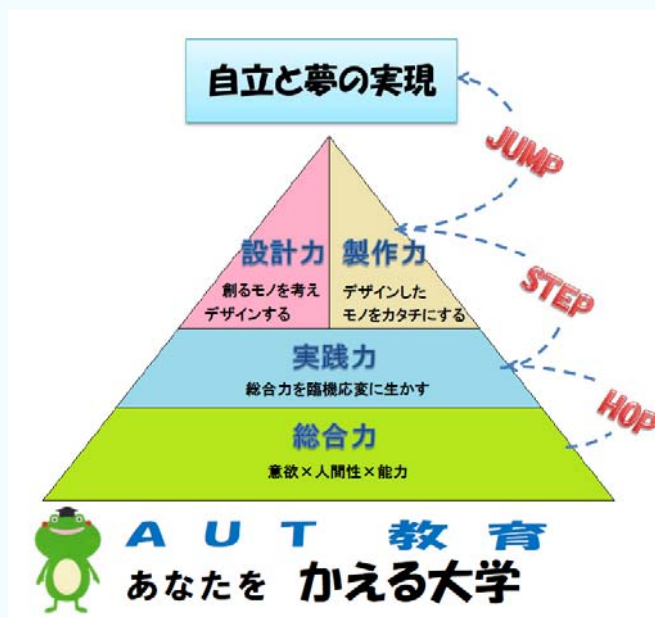 自立と夢の実現
JUMP
設計力
創るモノを考え
デザインする
製作力
デザインした
モノをカタチにする
STEP
実践力
総合力を臨機応変に生かす
HOP
総合力
意欲×人間性×能力
AUT 教育
あなたを かえる大学